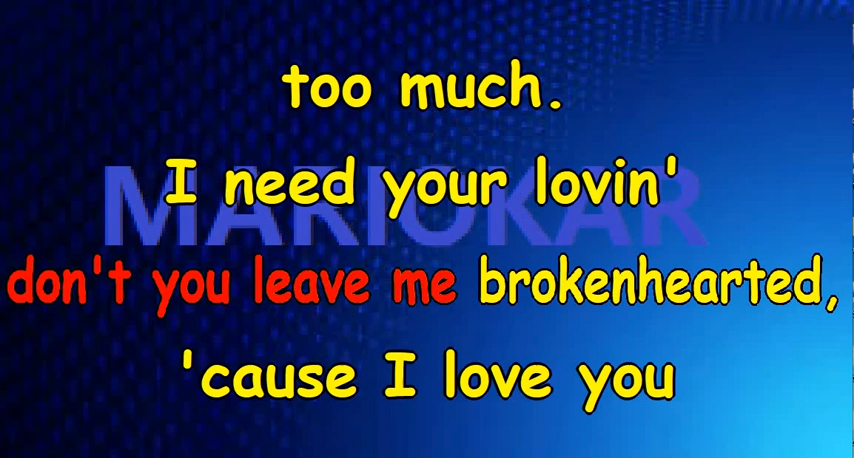 too much.
I need your lovin'
MARIOKAR
don't you leave me brokenhearted,
'cause I love you